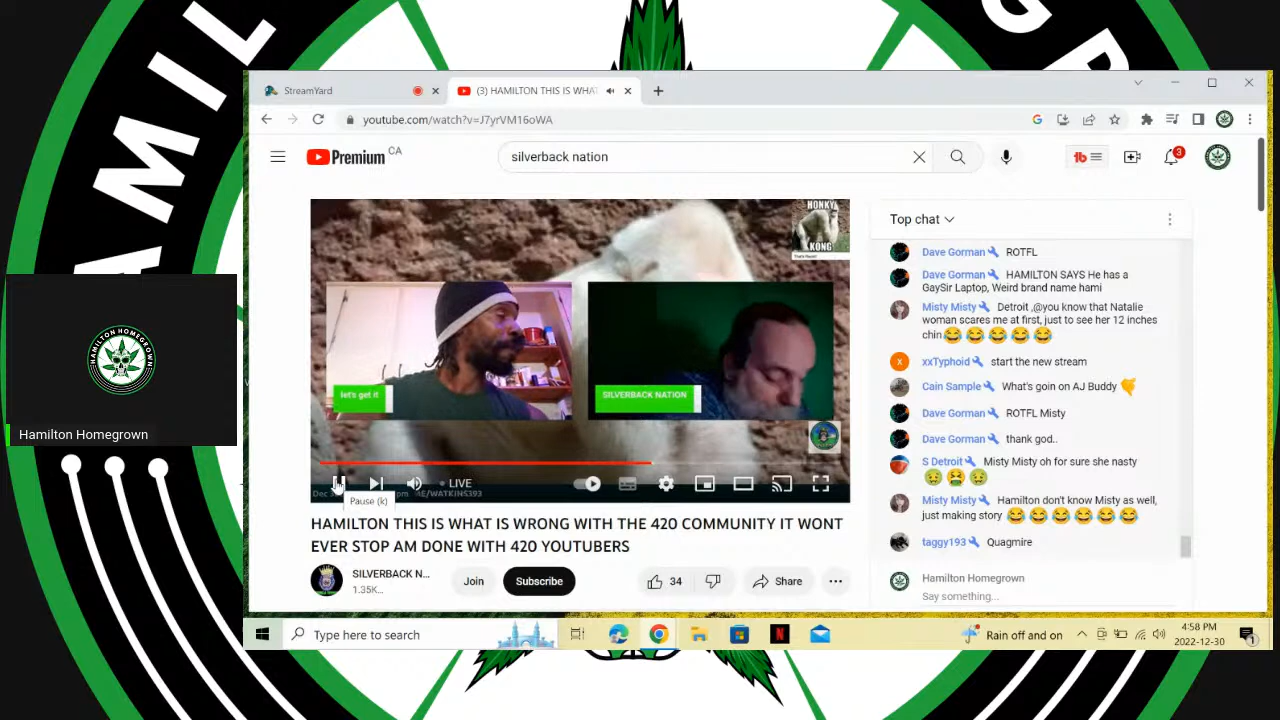 HAMIL
GR
StreamYard
(3) HAMILTON THIS IS WHAT
youtube.com/watch?v=J7yrVM16oWA
Premium CA
silverback nation
3
HONKY
KONG
let's get it
SILVERBACK NATION
LIVE
Pause (k)
E/WATKINS393
HAMILTON THIS IS WHAT IS WRONG WITH THE 420 COMMUNITY IT WONT
EVER STOP AM DONE WITH 420 YOUTUBERS
SILVERBACK N...
1.35K...
Join
Subscribe
34
Share
Top chat
Dave Gorman ROTFL
Dave Gorman HAMILTON SAYS He has a
GaySir Laptop, Weird brand name hami
Misty Misty Detroit ,@you know that Natalie
woman scares me at first, just to see her 12 inches
chin😂😂😂😂😂
xxTyphoid start the new stream
Cain Sample What's goin on AJ Buddy
Dave Gorman ROTFL Misty
Dave Gorman thank god..
S Detroit Misty Misty oh for sure she nasty
🤢🤮🤢
Misty Misty Hamilton don't know Misty as well,
just making story 😂😂😂😂😂😂
taggy193 Quagmire
Hamilton Homegrown
Say something...
HAMILTON HOMEGROWN
Hamilton Homegrown
Type here to search
Rain off and on
4:58 PM
2022-12-30
1